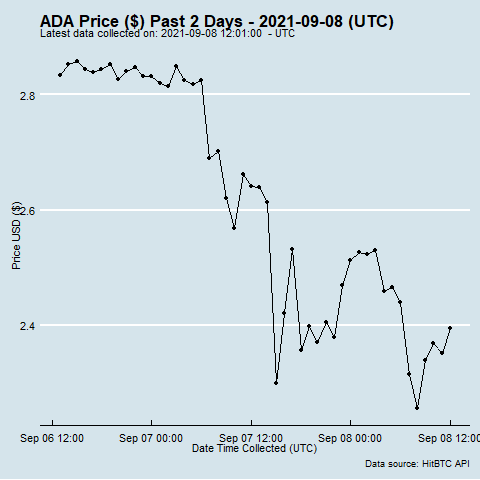 ADA Price ($) Past 2 Days - 2021-09-08 (UTC)
Latest data collected on: 2021-09-08 12:01:00 - UTC
Price USD ($)
2.8
2.6
2.4
Sep 06 12:00 Sep 07 00:00 Sep 07 12:00 Sep 08 00:00 Sep 08 12:00
Date Time Collected (UTC)
Data source: HitBTC API